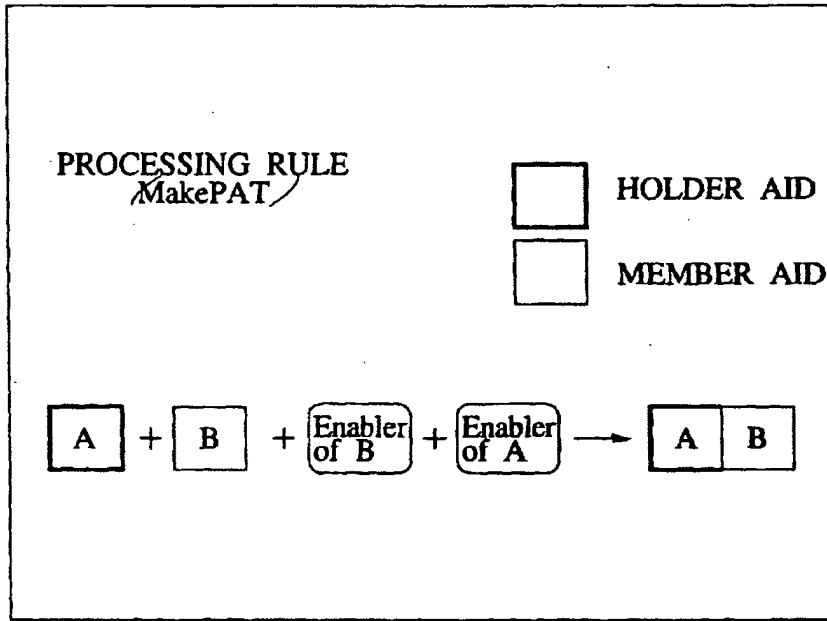 PROCESSING RULE
MakePAT
HOLDER AID
MEMBER AID
A + B + Enabler of B + Enabler of A → A B